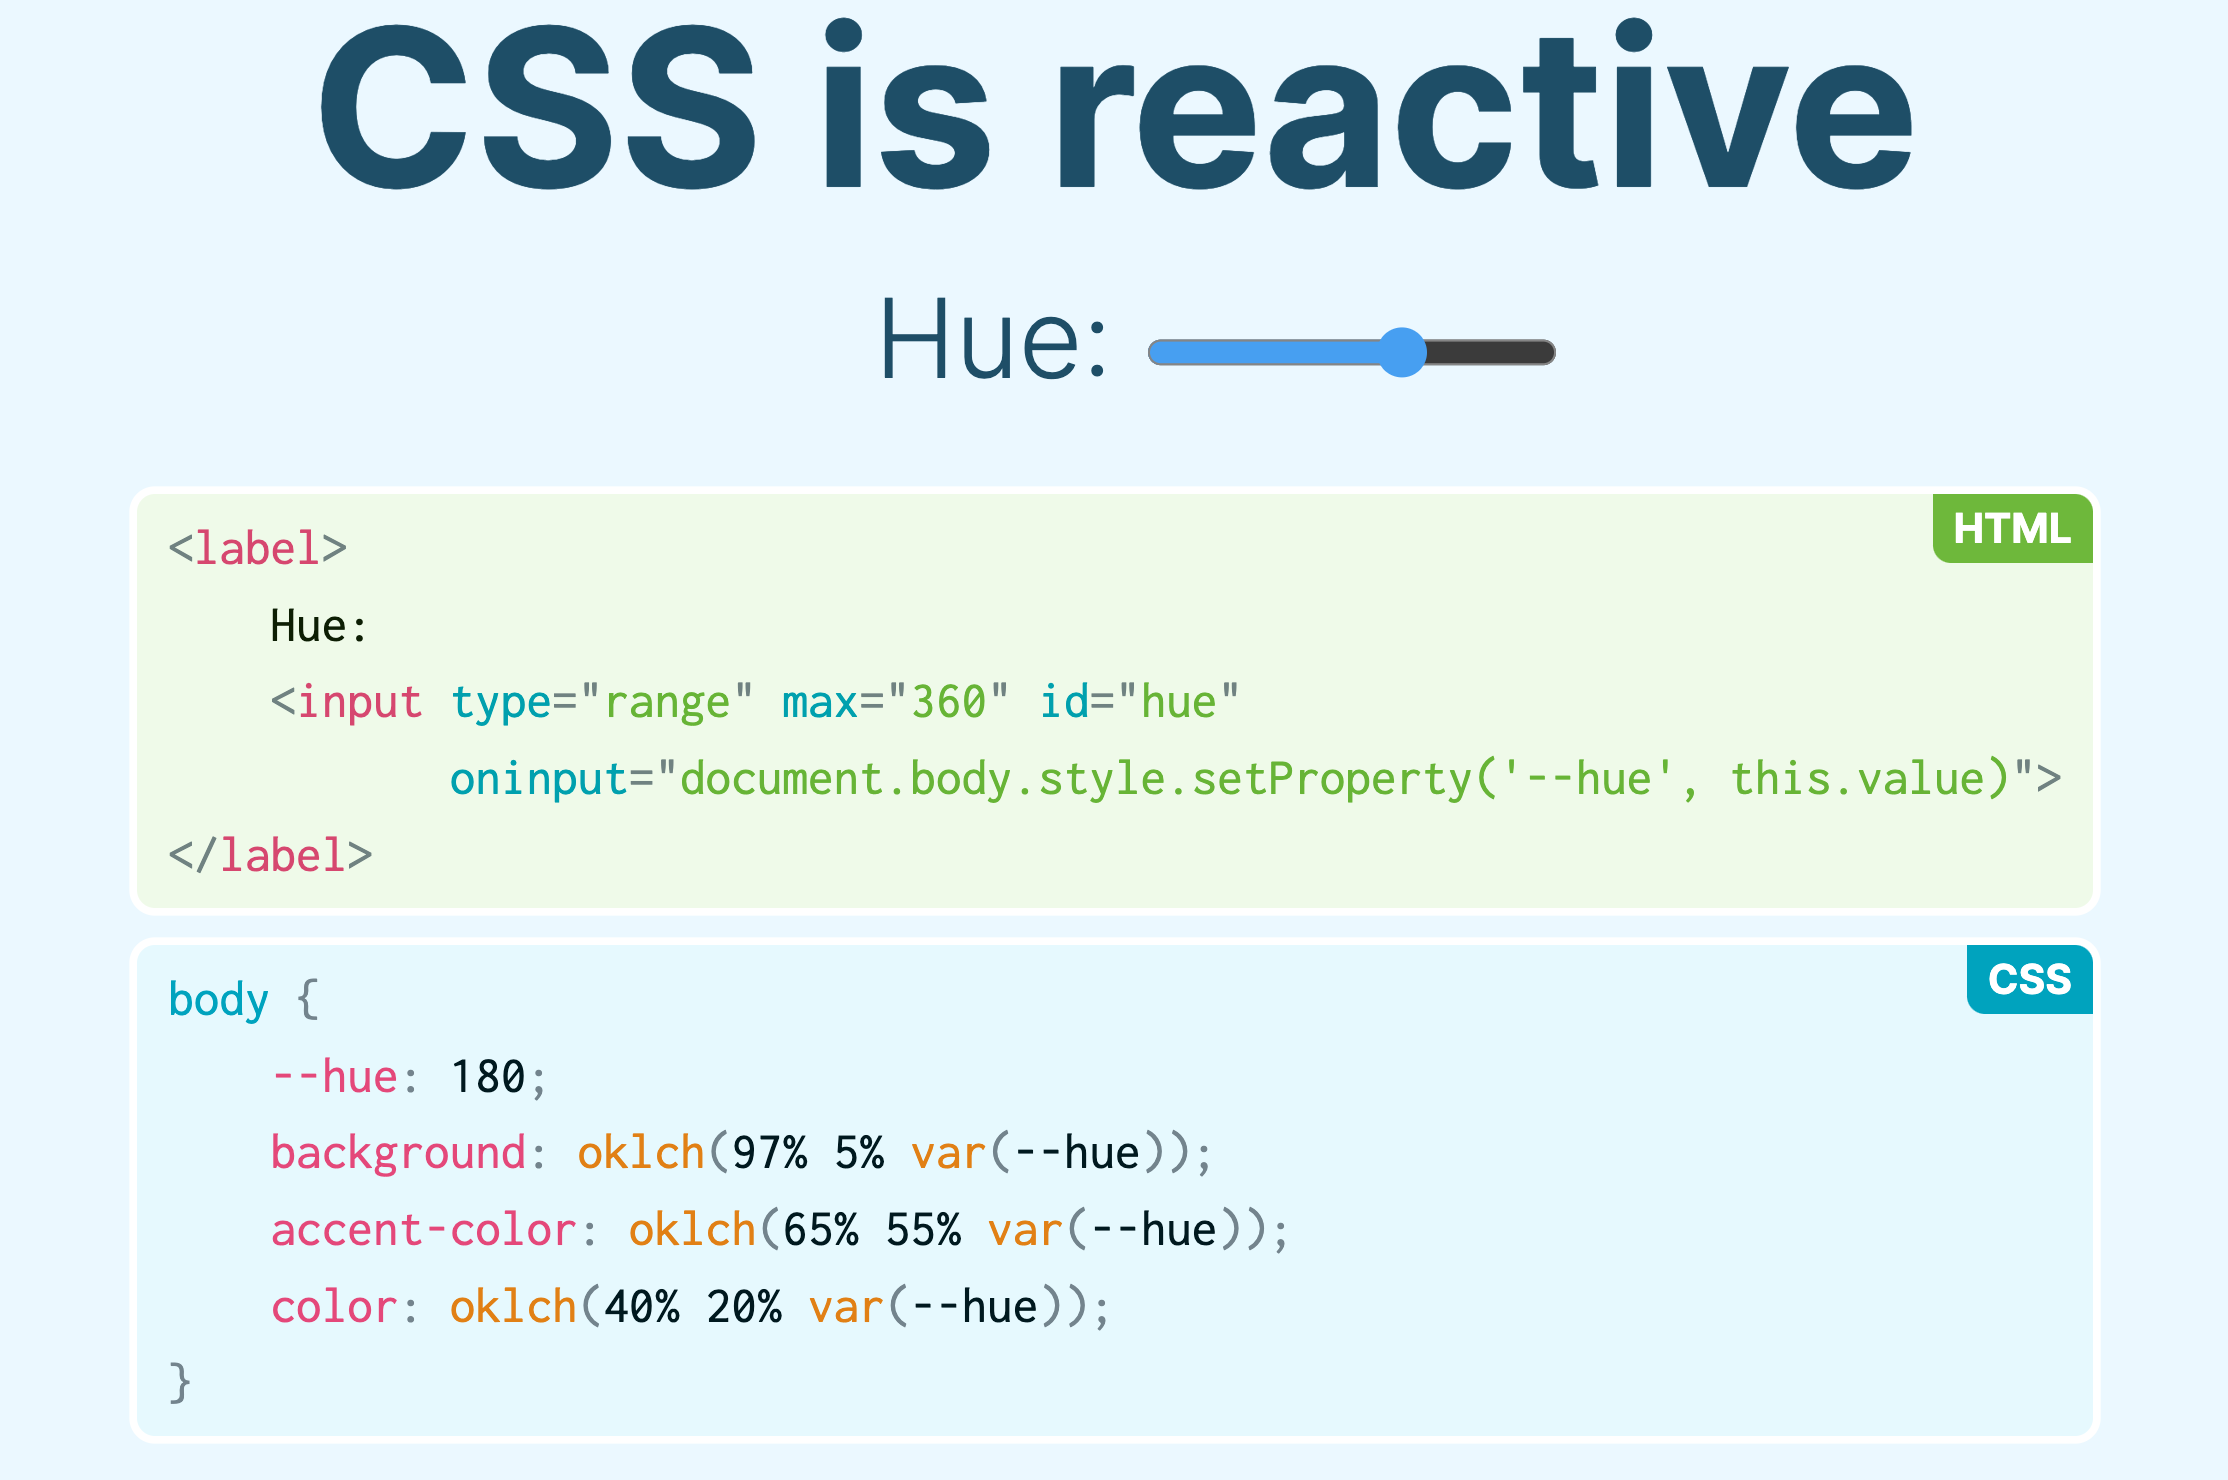 CSS is reactive
Hue:
HTML
<label>
    Hue:
    <input type="range" max="360" id="hue"
           oninput="document.body.style.setProperty('--hue', this.value)">
</label>
CSS
body {
    --hue: 180;
    background: oklch(97% 5% var(--hue));
    accent-color: oklch(65% 55% var(--hue));
    color: oklch(40% 20% var(--hue));
}